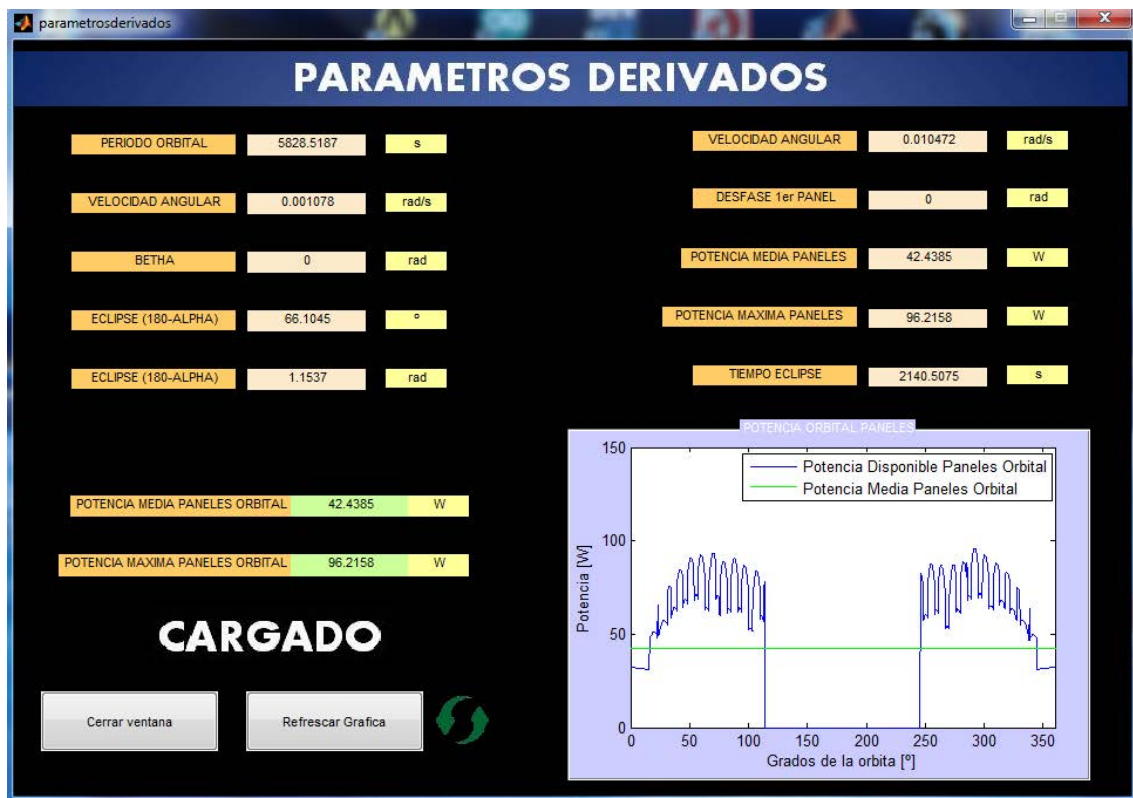 parametrosderivados
PARAMETROS DERIVADOS
PERIODO ORBITAL 5828.5187 s
VELOCIDAD ANGULAR 0.001078 rad/s
BETHA 0 rad
ECLIPSE (180-ALPHA) 66.1045 º
ECLIPSE (180-ALPHA) 1.1537 rad
VELOCIDAD ANGULAR 0.010472 rad/s
DESFASE 1er PANEL 0 rad
POTENCIA MEDIA PANELES 42.4385 W
POTENCIA MAXIMA PANELES 96.2158 W
TIEMPO ECLIPSE 2140.5075 s
POTENCIA MEDIA PANELES ORBITAL 42.4385 W
POTENCIA MAXIMA PANELES ORBITAL 96.2158 W
CARGADO
Cerrar ventana
Refrescar Grafica
POTENCIA ORBITAL PANELES
Potencia Disponible Paneles Orbital
Potencia Media Paneles Orbital
Potencia [W]
150
100
50
0
0 50 100 150 200 250 300 350
Grados de la orbita [º]